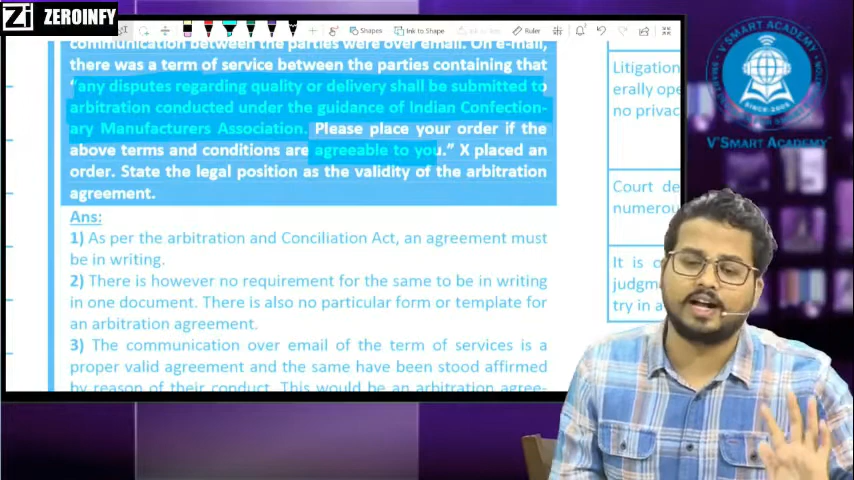 Zi ZEROINFY
Shapes
Ink to Shape
Ruler
communication between the parties were over email. On e-mail,
there was a term of service between the parties containing that
"any disputes regarding quality or delivery shall be submitted to
arbitration conducted under the guidance of Indian Confection-
ary Manufacturers Association. Please place your order if the
above terms and conditions are agreeable to you." X placed an
order. State the legal position as the validity of the arbitration
agreement.
Ans:
1) As per the arbitration and Conciliation Act, an agreement must
be in writing.
2) There is however no requirement for the same to be in writing
in one document. There is also no particular form or template for
an arbitration agreement.
3) The communication over email of the term of services is a
proper valid agreement and the same have been stood affirmed
by reason of their conduct. This would be an arbitration agree-
Litigation
erally ope
no privac
Court de
numerou
It is c
judgm
try in a
V'SMART ACADEMY
SINCE-2005
V'SMART ACADEMY